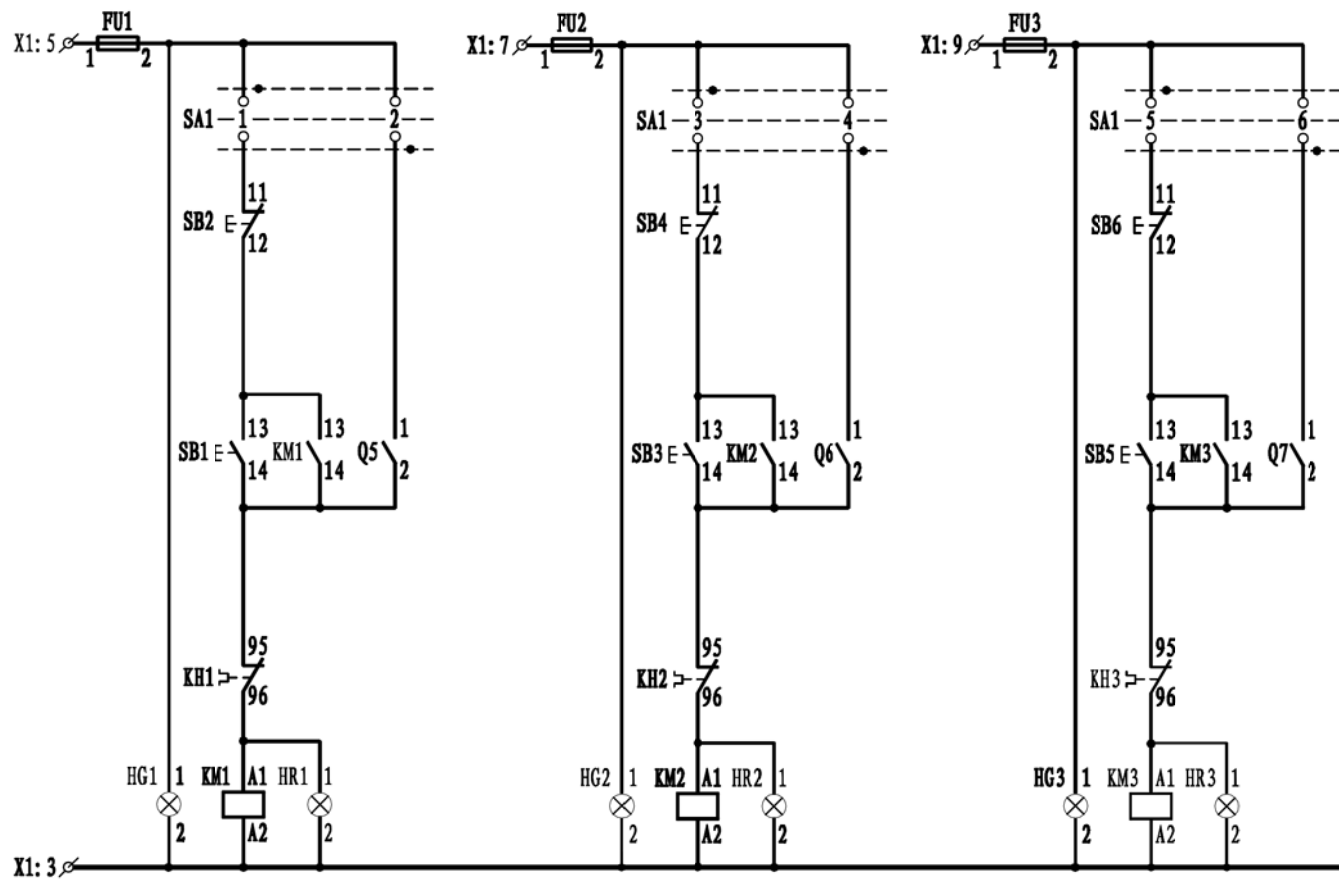 FU1 FU2 FU3
X1: 5 X1: 7 X1: 9
1 2 1 2 1 2
SA1 1 2 SA1 3 4 SA1 5 6
11 11 11
SB2 SB4 SB6
12 12 12
13 13 1 13 13 1 13 13 1
SB1 KM1 Q5 SB3 KM2 Q6 SB5 KM3 Q7
14 14 2 14 14 2 14 14 2
95 95 95
KH1 KH2 KH3
96 96 96
HG1 1 KM1 A1 HR1 1 HG2 1 KM2 A1 HR2 1 HG3 1 KM3 A1 HR3 1
2 A2 2 2 A2 2 2 A2 2
X1: 3